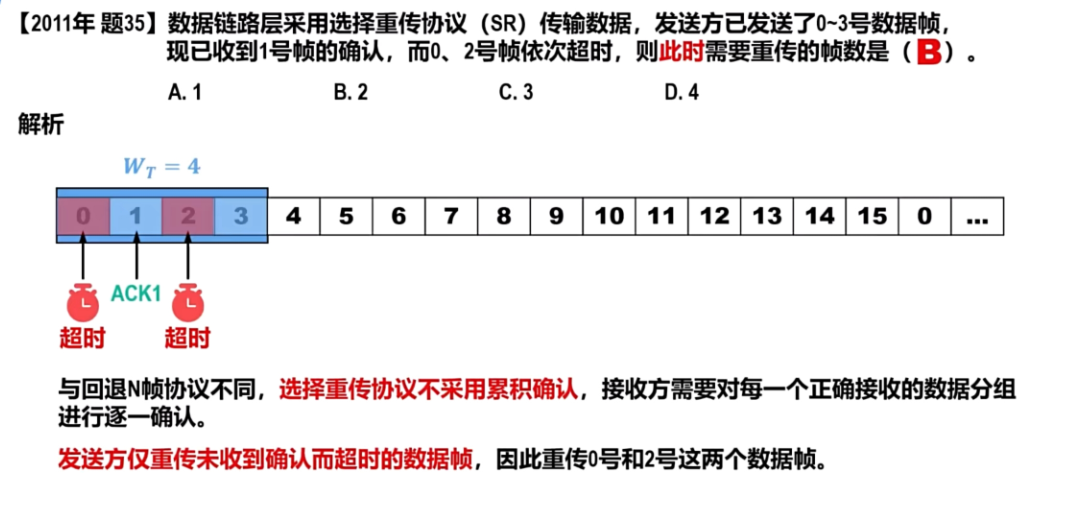 【2011年 题35】数据链路层采用选择重传协议（SR）传输数据，发送方已发送了0~3号数据帧，
现已收到1号帧的确认，而0、2号帧依次超时，则此时需要重传的帧数是（B）。
A. 1 B. 2 C. 3 D. 4
解析
W_T = 4
0 1 2 3 4 5 6 7 8 9 10 11 12 13 14 15 0 ...
ACK1
超时 超时
与回退N帧协议不同，选择重传协议不采用累积确认，接收方需要对每一个正确接收的数据分组
进行逐一确认。
发送方仅重传未收到确认而超时的数据帧，因此重传0号和2号这两个数据帧。